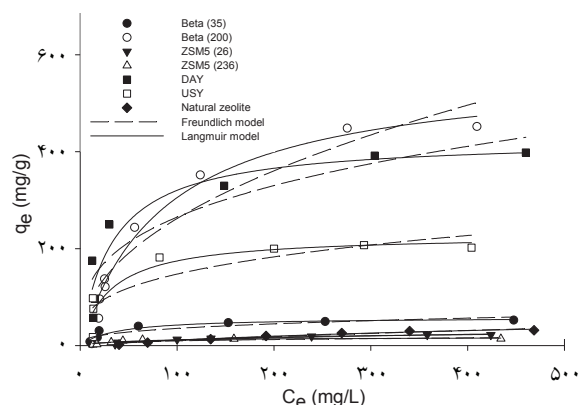 Beta (35)
Beta (200)
ZSM5 (26)
ZSM5 (236)
DAY
USY
Natural zeolite
Freundlich model
Langmuir model
۶۰۰
۴۰۰
۲۰۰
۰
qe (mg/g)
۰ ۱۰۰ ۲۰۰ ۳۰۰ ۴۰۰ ۵۰۰
Ce (mg/L)